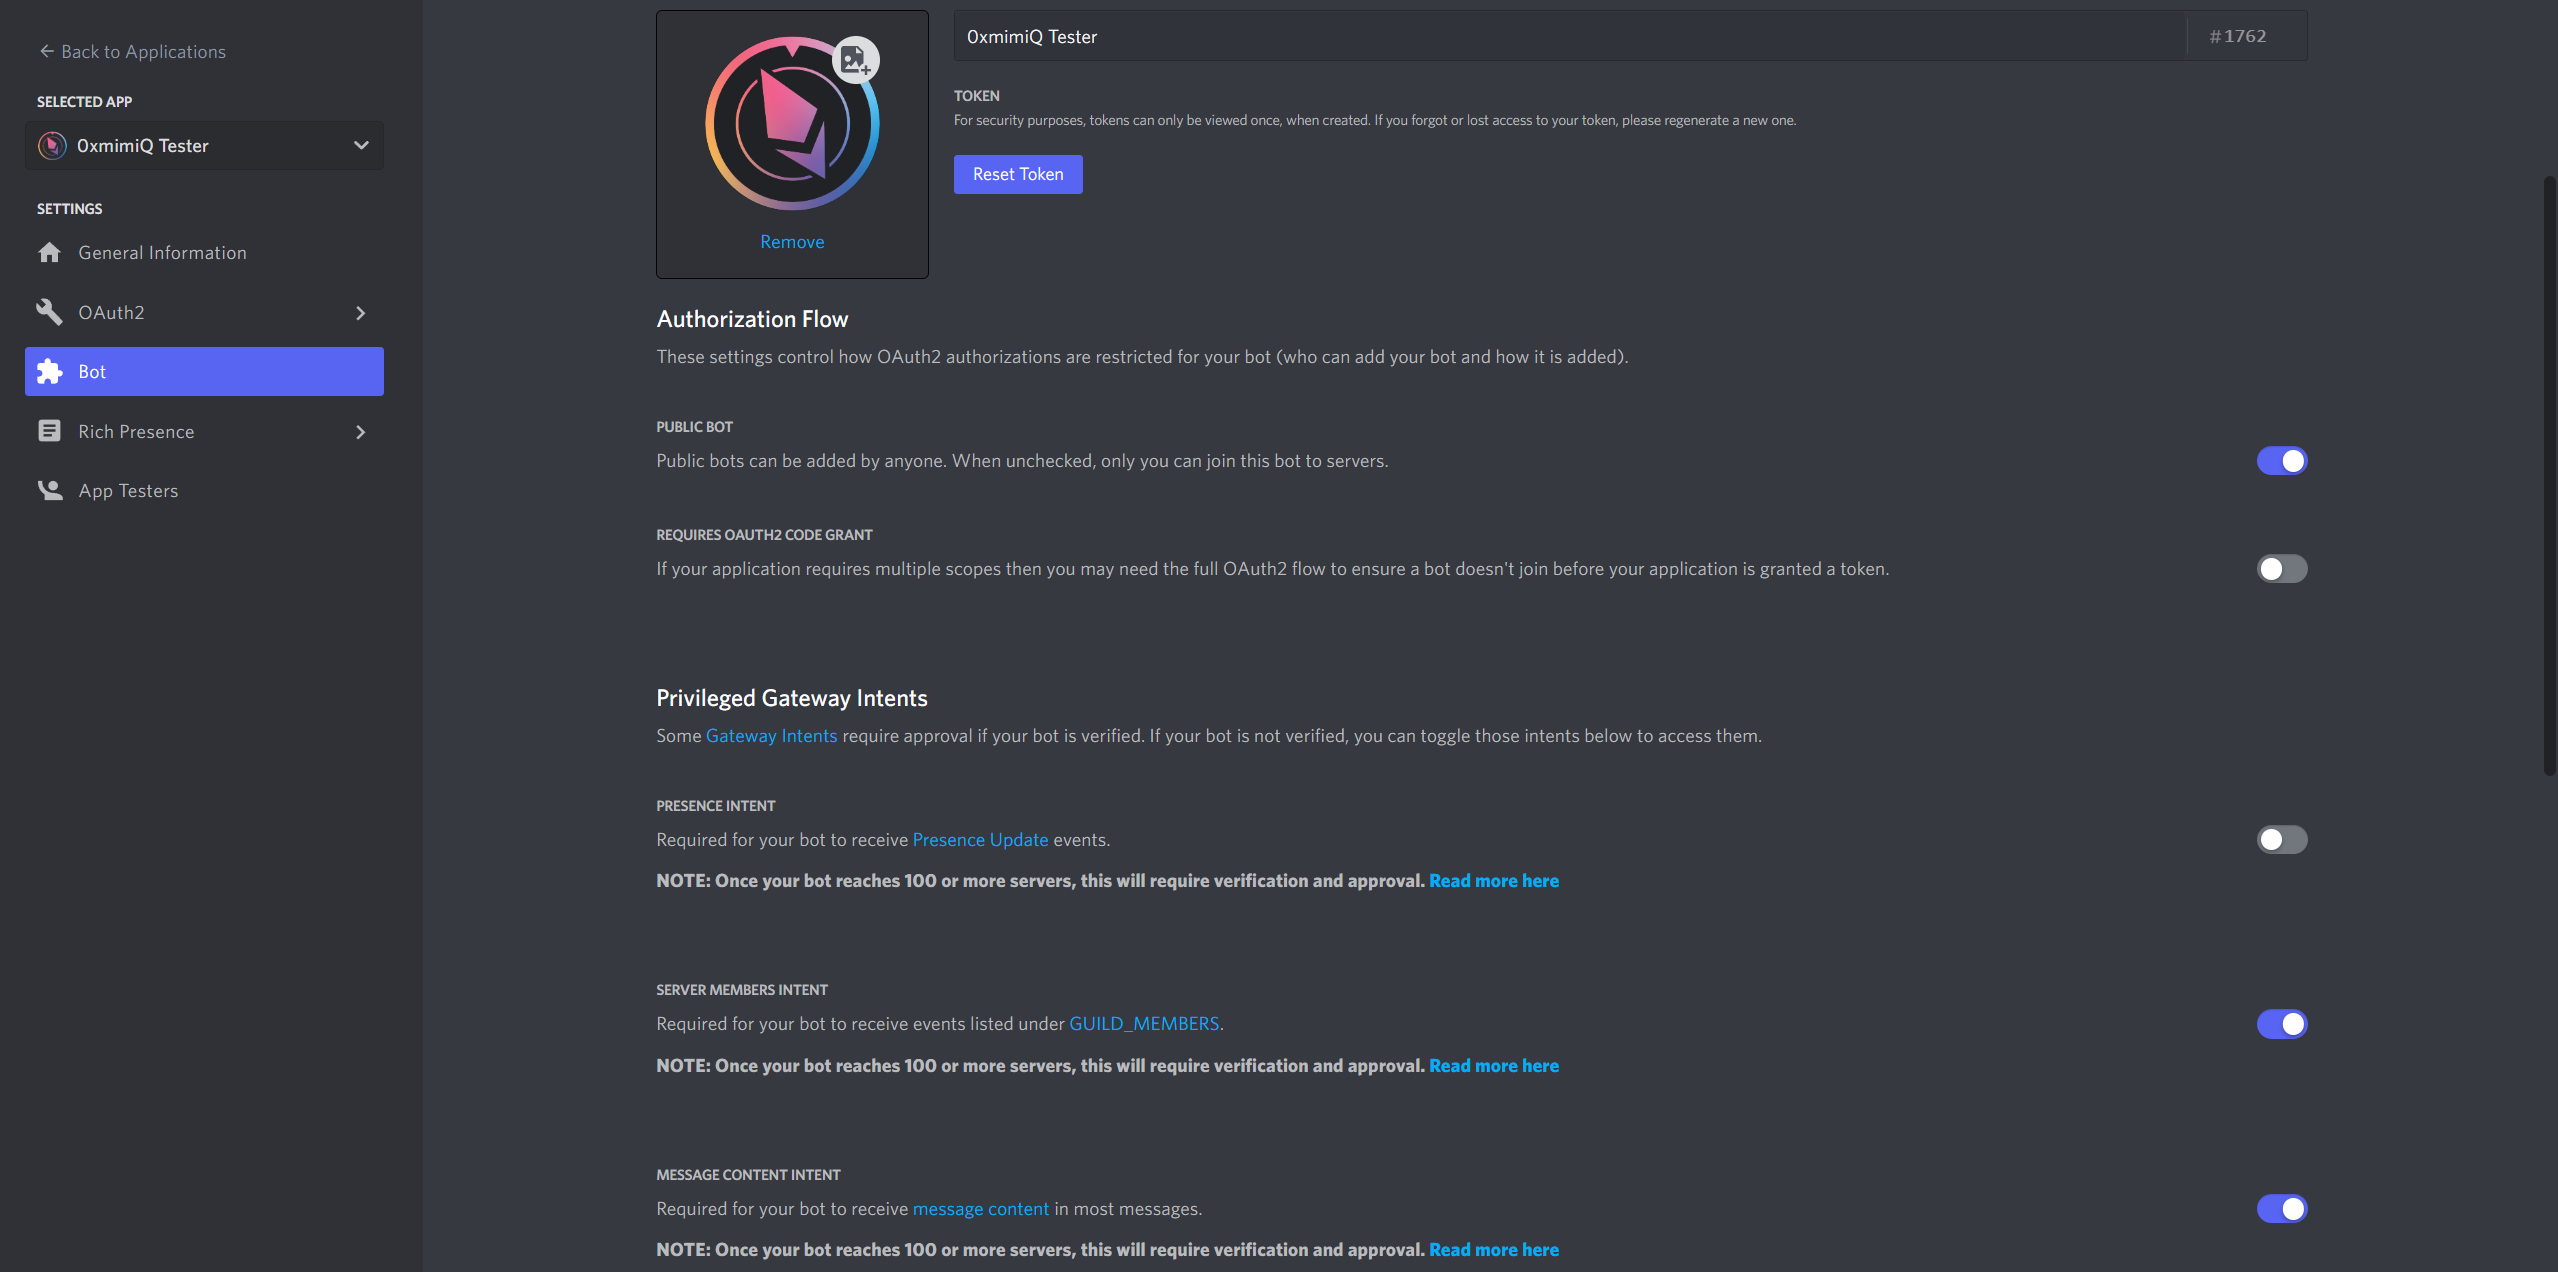 Back to Applications
SELECTED APP
0xmimiQ Tester
SETTINGS
General Information
OAuth2
Bot
Rich Presence
App Testers
Remove
0xmimiQ Tester
#1762
TOKEN
For security purposes, tokens can only be viewed once, when created. If you forgot or lost access to your token, please regenerate a new one.
Reset Token
Authorization Flow
These settings control how OAuth2 authorizations are restricted for your bot (who can add your bot and how it is added).
PUBLIC BOT
Public bots can be added by anyone. When unchecked, only you can join this bot to servers.
REQUIRES OAUTH2 CODE GRANT
If your application requires multiple scopes then you may need the full OAuth2 flow to ensure a bot doesn't join before your application is granted a token.
Privileged Gateway Intents
Some Gateway Intents require approval if your bot is verified. If your bot is not verified, you can toggle those intents below to access them.
PRESENCE INTENT
Required for your bot to receive Presence Update events.
NOTE: Once your bot reaches 100 or more servers, this will require verification and approval. Read more here
SERVER MEMBERS INTENT
Required for your bot to receive events listed under GUILD_MEMBERS.
NOTE: Once your bot reaches 100 or more servers, this will require verification and approval. Read more here
MESSAGE CONTENT INTENT
Required for your bot to receive message content in most messages.
NOTE: Once your bot reaches 100 or more servers, this will require verification and approval. Read more here